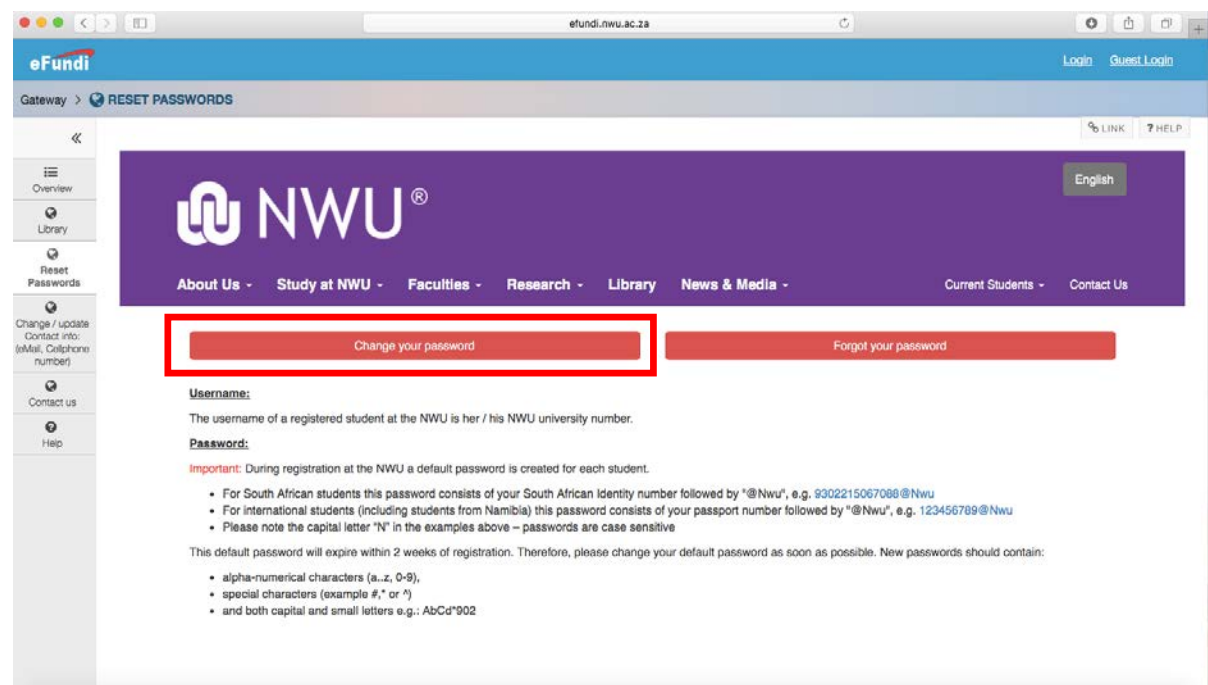 efundi.nwu.ac.za
eFundi
Login Guest Login
Gateway > RESET PASSWORDS
LINK ? HELP
Overview
Library
Reset
Passwords
Change / update
Contact info:
(eMail, Cellphone
number)
Contact us
Help
English
NWU®
About Us - Study at NWU - Faculties - Research - Library News & Media - Current Students - Contact Us
Change your password Forgot your password
Username:
The username of a registered student at the NWU is her / his NWU university number.
Password:
Important: During registration at the NWU a default password is created for each student.
• For South African students this password consists of your South African Identity number followed by "@Nwu", e.g. 9302215067088@Nwu
• For international students (including students from Namibia) this password consists of your passport number followed by "@Nwu", e.g. 123456789@Nwu
• Please note the capital letter "N" in the examples above – passwords are case sensitive
This default password will expire within 2 weeks of registration. Therefore, please change your default password as soon as possible. New passwords should contain:
• alpha-numerical characters (a..z, 0-9),
• special characters (example #,* or ^)
• and both capital and small letters e.g.: AbCd*902